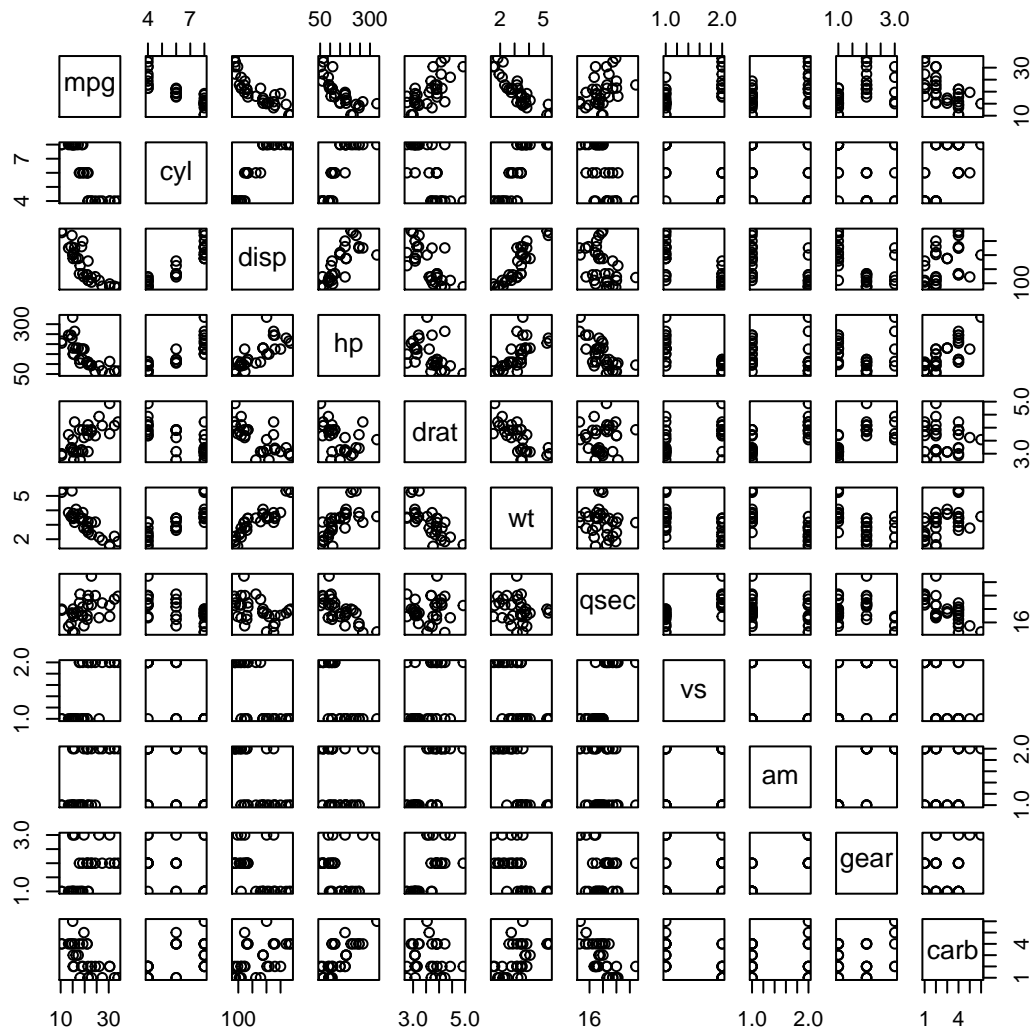 4 7 50 300 2 5 1.0 2.0 1.0 3.0
mpg 10 30
4 7 cyl
disp 100
50 300 hp
drat 3.0 5.0
2 5 wt
qsec 16
1.0 2.0 vs
am 1.0 2.0
1.0 3.0 gear
carb 1 4
10 30 100 3.0 5.0 16 1.0 2.0 1 4